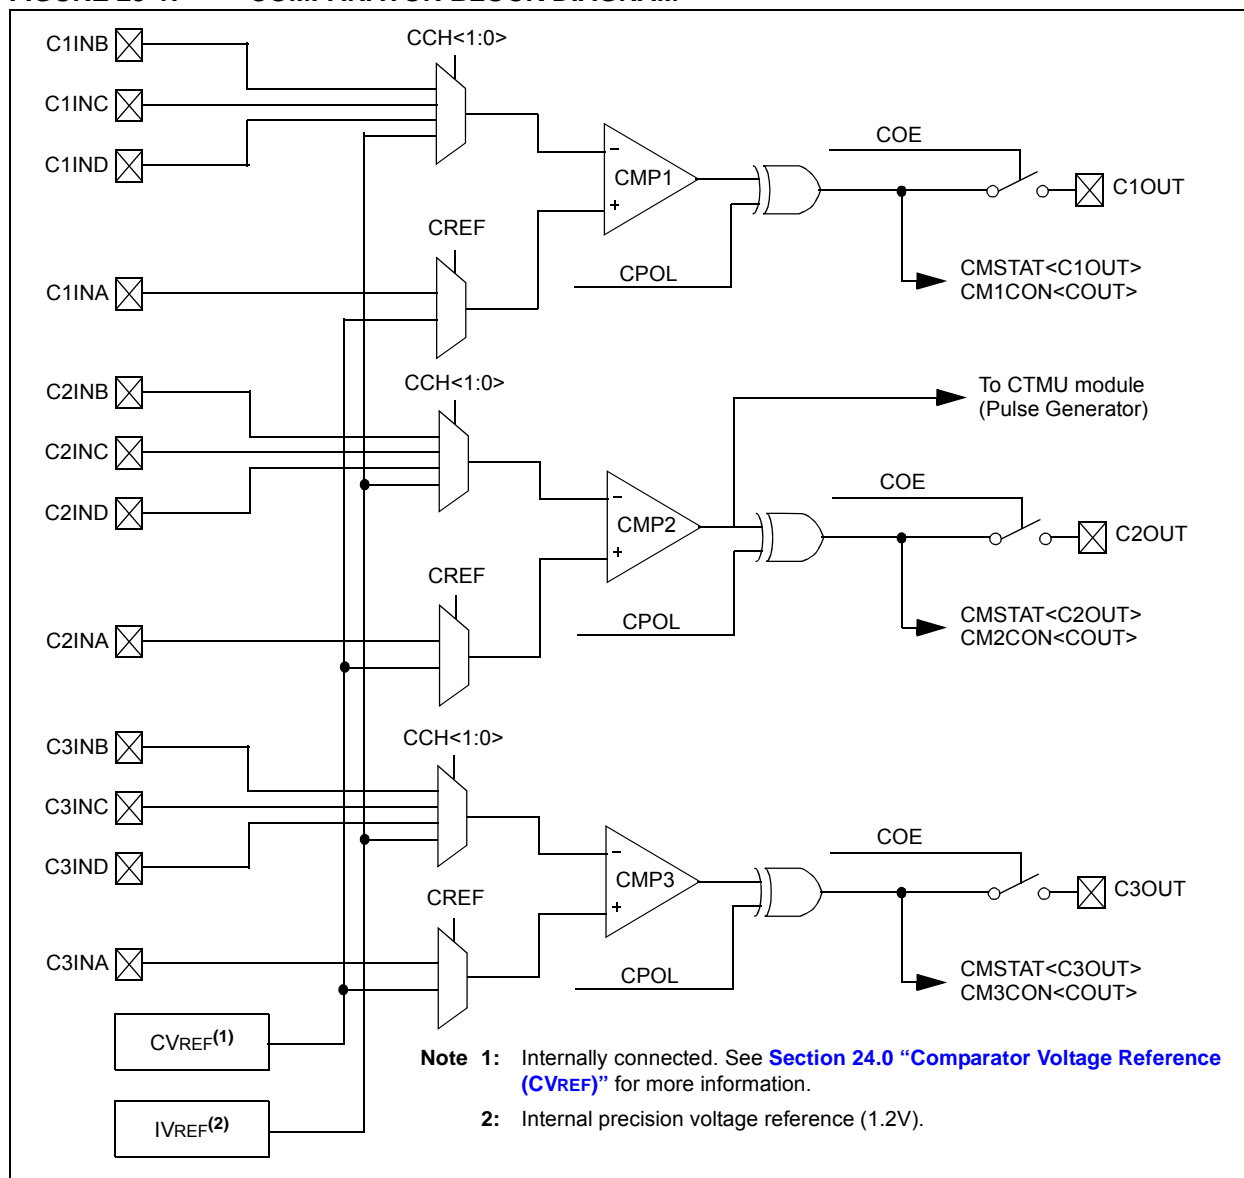 C1INB
CCH<1:0>
C1INC
C1IND
COE
CMP1
C1OUT
CREF
C1INA
CPOL
CMSTAT<C1OUT>
CM1CON<COUT>
C2INB
CCH<1:0>
To CTMU module
(Pulse Generator)
C2INC
C2IND
COE
CMP2
C2OUT
CREF
C2INA
CPOL
CMSTAT<C2OUT>
CM2CON<COUT>
C3INB
CCH<1:0>
C3INC
C3IND
COE
CMP3
C3OUT
CREF
C3INA
CPOL
CMSTAT<C3OUT>
CM3CON<COUT>
CVREF(1)
IVREF(2)
Note 1: Internally connected. See Section 24.0 “Comparator Voltage Reference
(CVREF)” for more information.
2: Internal precision voltage reference (1.2V).